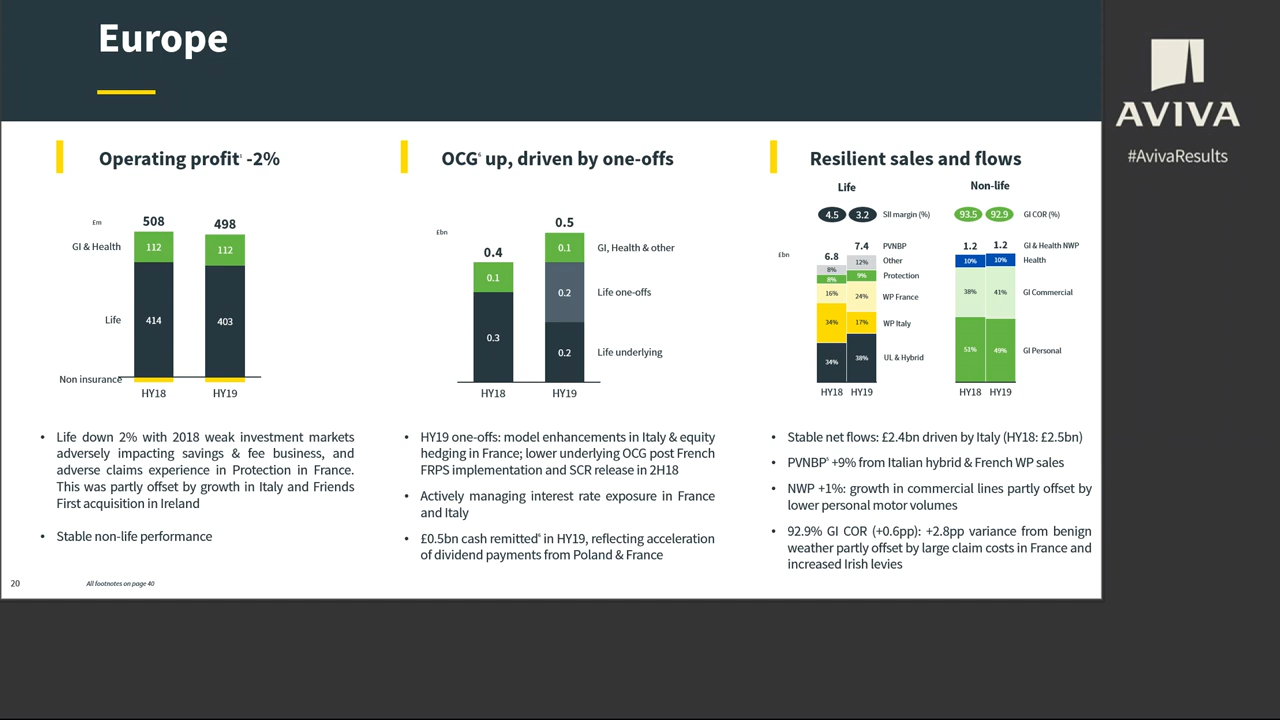 Europe
AVIVA
#AvivaResults
Operating profit¹ -2%
£m
508
498
GI & Health
112
112
Life
414
403
Non insurance
HY18
HY19
• Life down 2% with 2018 weak investment markets
adversely impacting savings & fee business, and
adverse claims experience in Protection in France.
This was partly offset by growth in Italy and Friends
First acquisition in Ireland
• Stable non-life performance
OCG⁶ up, driven by one-offs
£bn
0.4
0.5
0.1
0.1
GI, Health & other
0.2
Life one-offs
0.3
0.2
Life underlying
HY18
HY19
• HY19 one-offs: model enhancements in Italy & equity
hedging in France; lower underlying OCG post French
FRPS implementation and SCR release in 2H18
• Actively managing interest rate exposure in France
and Italy
• £0.5bn cash remitted in HY19, reflecting acceleration
of dividend payments from Poland & France
Resilient sales and flows
Life
4.5
3.2
SII margin (%)
£bn
6.8
7.4
PVNBP
8%
12%
Other
8%
9%
Protection
16%
24%
WP France
34%
17%
WP Italy
34%
38%
UL & Hybrid
HY18
HY19
Non-life
93.5
92.9
GI COR (%)
1.2
1.2
GI & Health NWP
10%
10%
Health
38%
41%
GI Commercial
51%
49%
GI Personal
HY18
HY19
• Stable net flows: £2.4bn driven by Italy (HY18: £2.5bn)
• PVNBP⁵ +9% from Italian hybrid & French WP sales
• NWP +1%: growth in commercial lines partly offset by
lower personal motor volumes
• 92.9% GI COR (+0.6pp): +2.8pp variance from benign
weather partly offset by large claim costs in France and
increased Irish levies
20
All footnotes on page 40